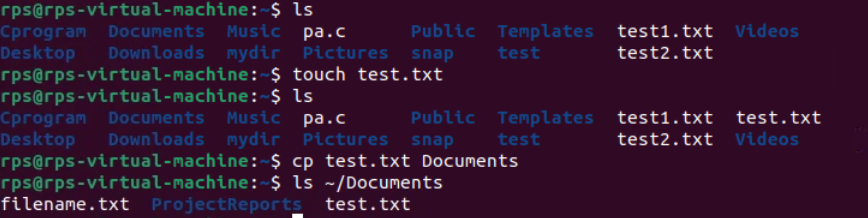 rps@rps-virtual-machine:~$ ls
Cprogram  Documents  Music  pa.c      Public  Templates  test1.txt  Videos
Desktop   Downloads  mydir  Pictures  snap    test       test2.txt
rps@rps-virtual-machine:~$ touch test.txt
rps@rps-virtual-machine:~$ ls
Cprogram  Documents  Music  pa.c      Public  Templates  test1.txt  test.txt
Desktop   Downloads  mydir  Pictures  snap    test       test2.txt  Videos
rps@rps-virtual-machine:~$ cp test.txt Documents
rps@rps-virtual-machine:~$ ls ~/Documents
filename.txt  ProjectReports  test.txt